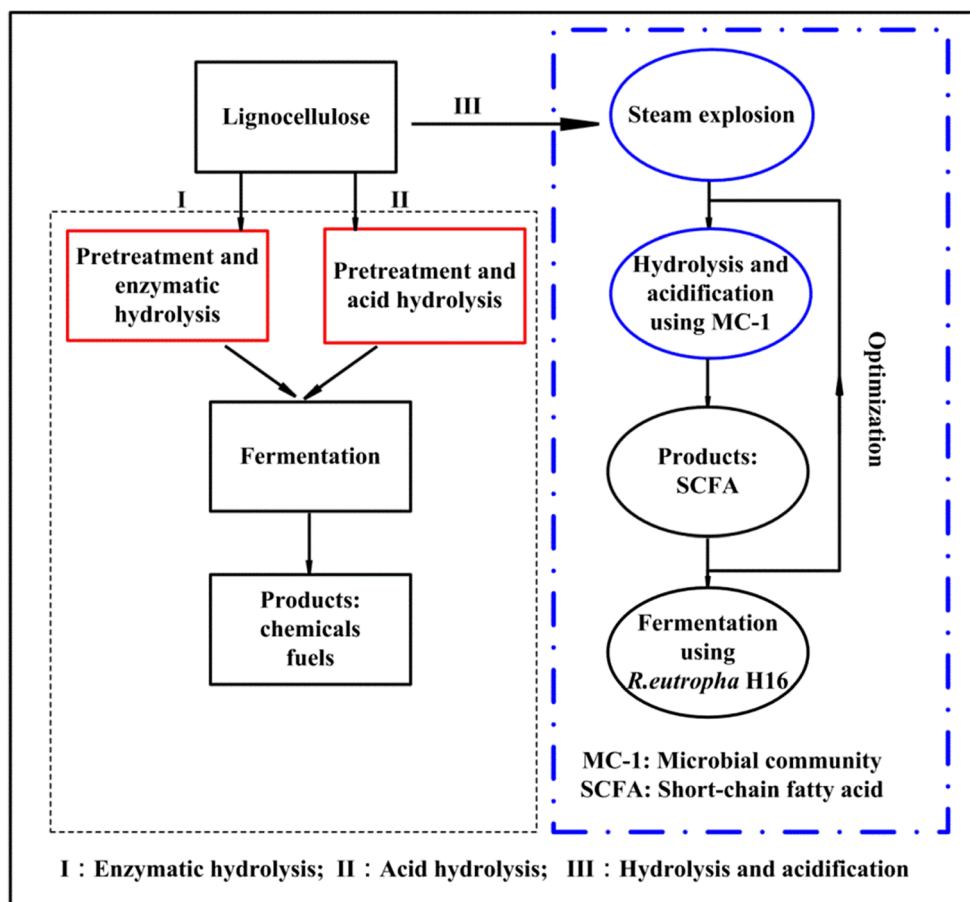 Lignocellulose
III
Steam explosion
I
II
Pretreatment and
enzymatic
hydrolysis
Pretreatment and
acid hydrolysis
Hydrolysis and
acidification
using MC-1
Optimization
Fermentation
Products:
SCFA
Products:
chemicals
fuels
Fermentation
using
R.eutropha H16
MC-1: Microbial community
SCFA: Short-chain fatty acid
I：Enzymatic hydrolysis; II：Acid hydrolysis; III：Hydrolysis and acidification